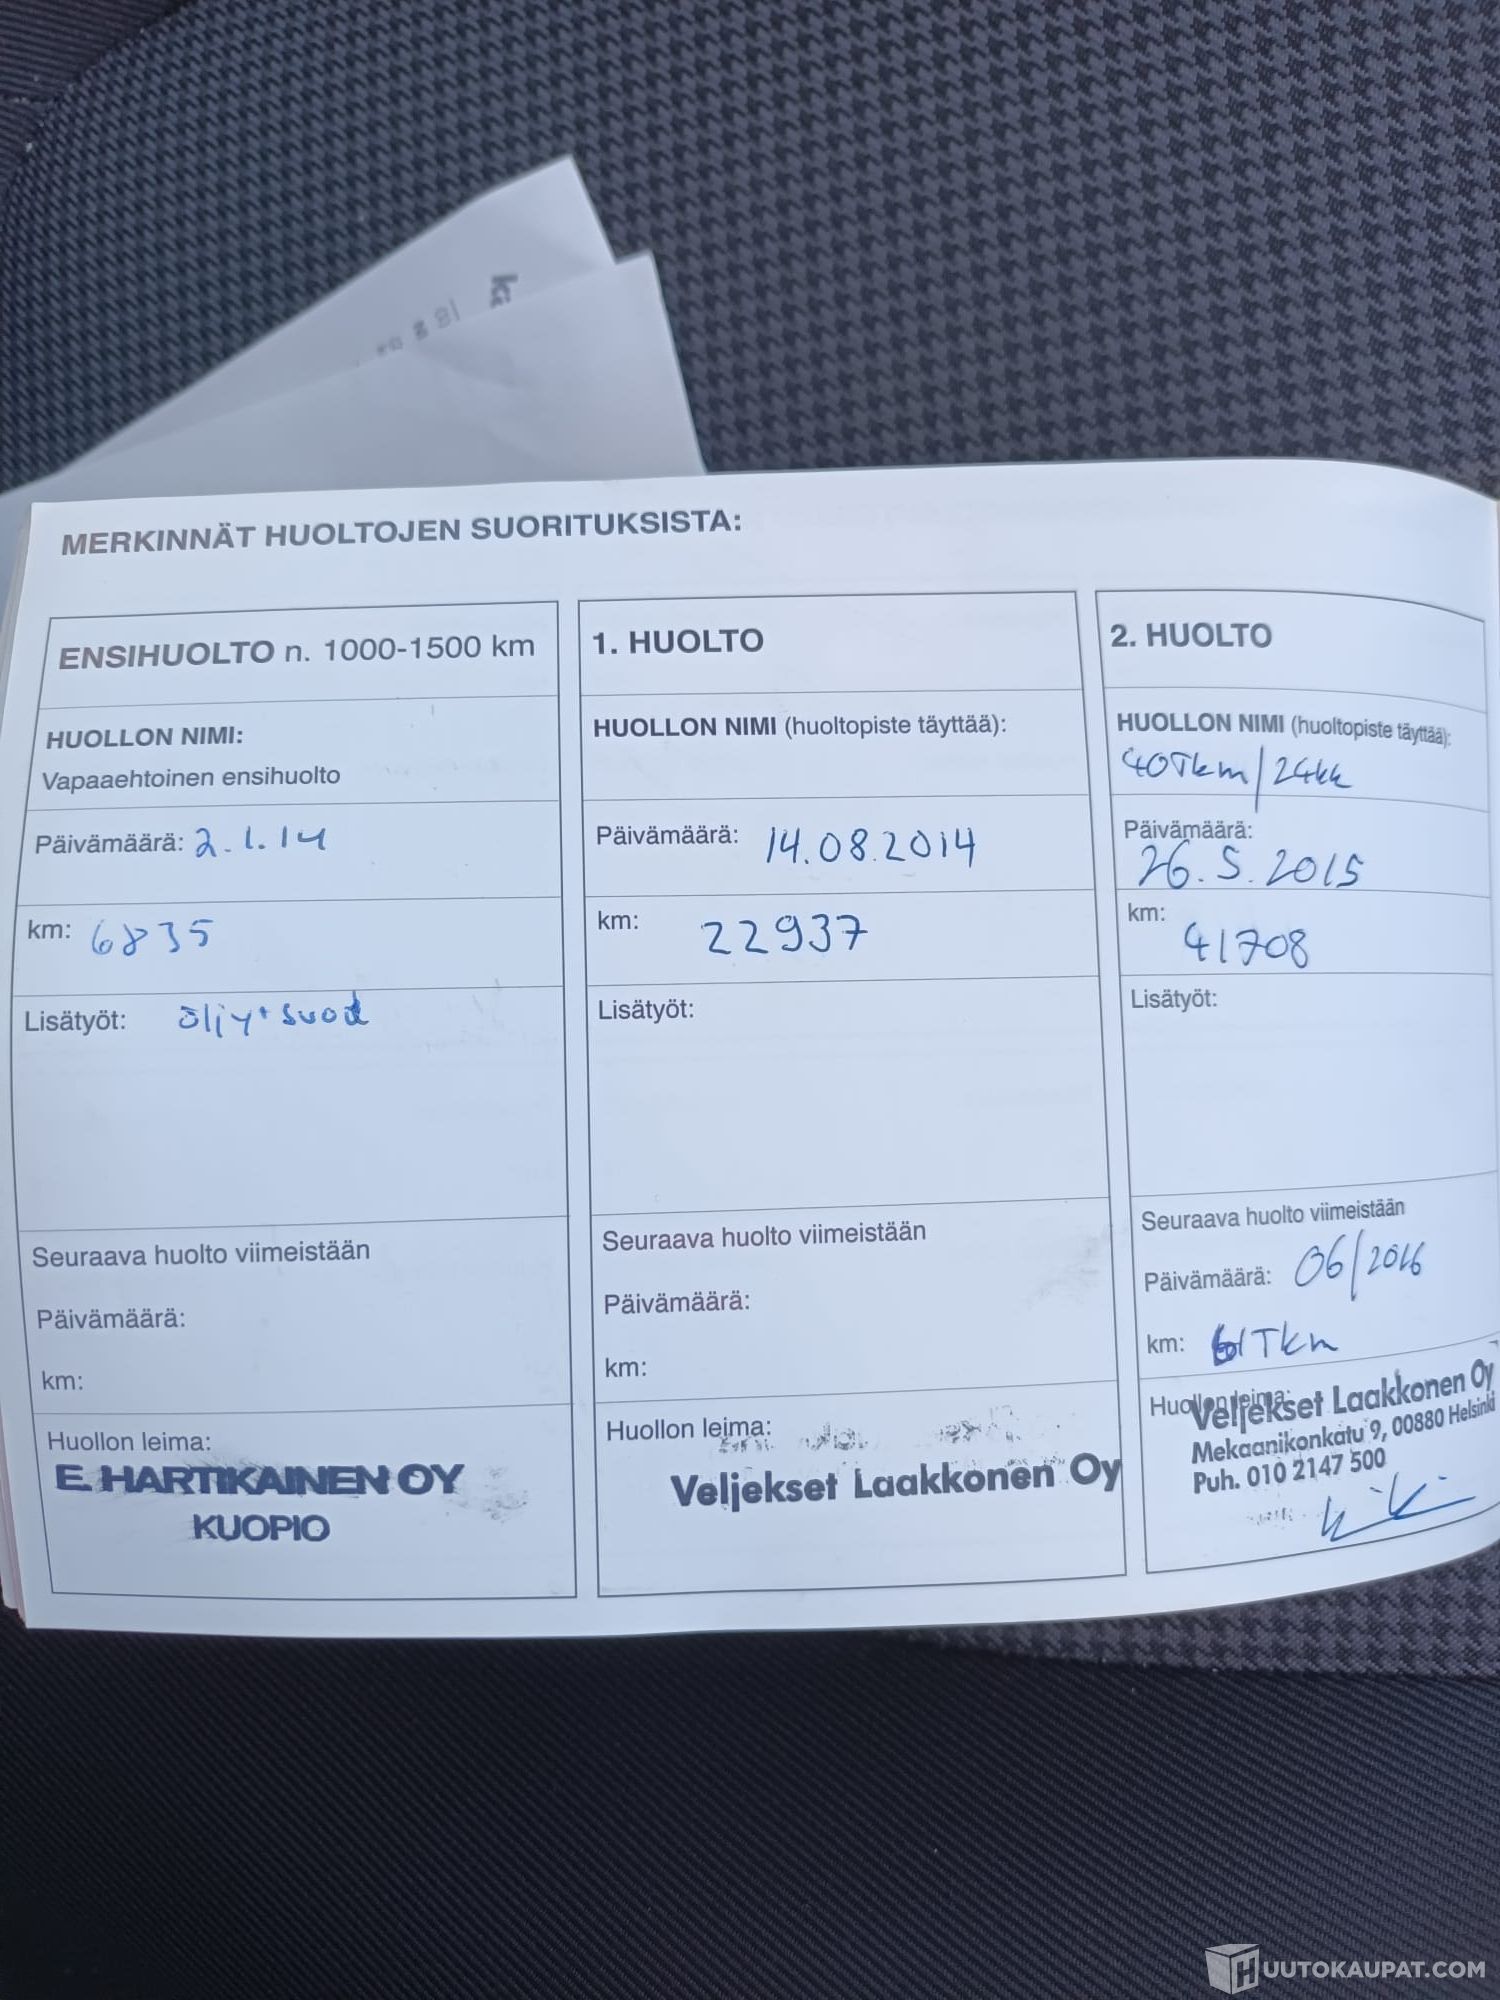 MERKINNÄT HUOLTOJEN SUORITUKSISTA:
ENSIHUOLTO n. 1000-1500 km
HUOLLON NIMI:
Vapaaehtoinen ensihuolto
Päivämäärä: 2.1.14
km: 6835
Lisätyöt: öljy+suod
Seuraava huolto viimeistään
Päivämäärä:
km:
Huollon leima:
E. HARTIKAINEN OY
KUOPIO
1. HUOLTO
HUOLLON NIMI (huoltopiste täyttää):
Päivämäärä: 14.08.2014
km: 22937
Lisätyöt:
Seuraava huolto viimeistään
Päivämäärä:
km:
Huollon leima:
Veljekset Laakkonen Oy
2. HUOLTO
HUOLLON NIMI (huoltopiste täyttää):
40Tkm/24kk
Päivämäärä:
26.5.2015
km:
41708
Lisätyöt:
Seuraava huolto viimeistään
Päivämäärä: 06/2016
km: 61Tkm
Huollon leima:
Veljekset Laakkonen Oy
Mekaanikonkatu 9, 00880 Helsinki
Puh. 010 2147 500
HUUTOKAUPAT.COM